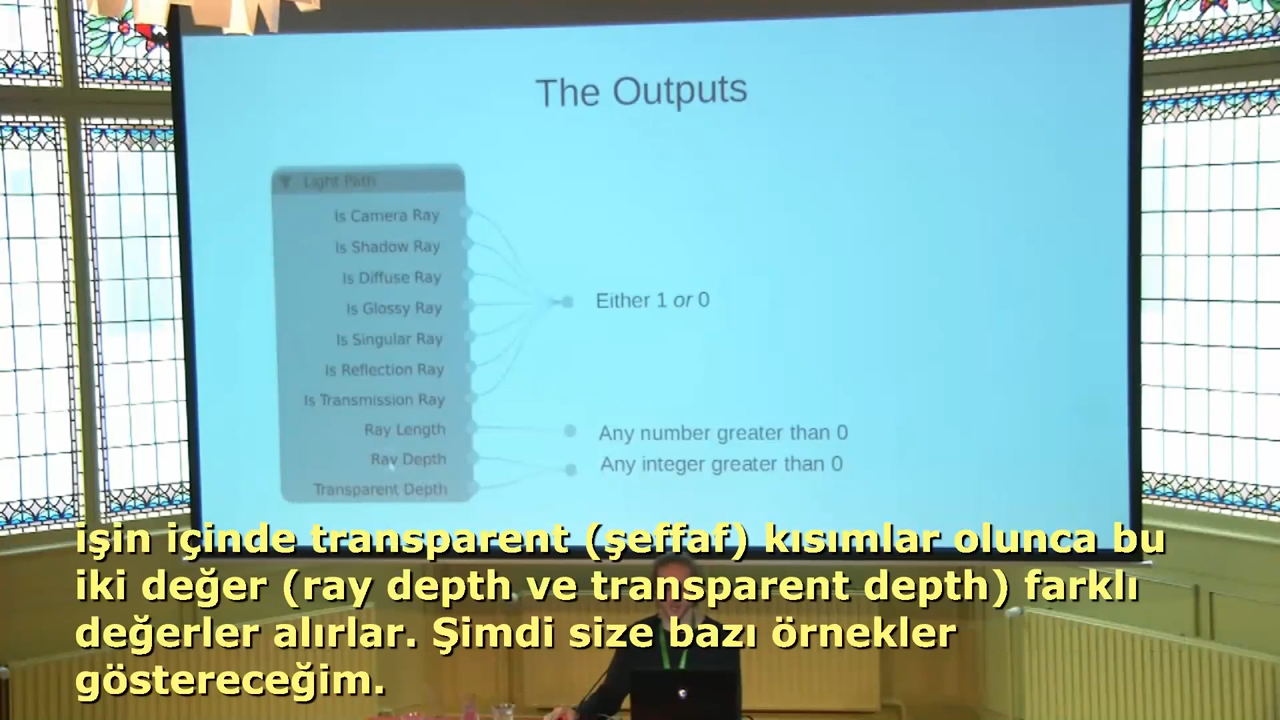 The Outputs
Light Path
Is Camera Ray
Is Shadow Ray
Is Diffuse Ray
Is Glossy Ray
Is Singular Ray
Is Reflection Ray
Is Transmission Ray
Ray Length
Ray Depth
Transparent Depth
Either 1 or 0
Any number greater than 0
Any integer greater than 0
işin içinde transparent (şeffaf) kısımlar olunca bu
iki değer (ray depth ve transparent depth) farklı
değerler alırlar. Şimdi size bazı örnekler
göstereceğim.